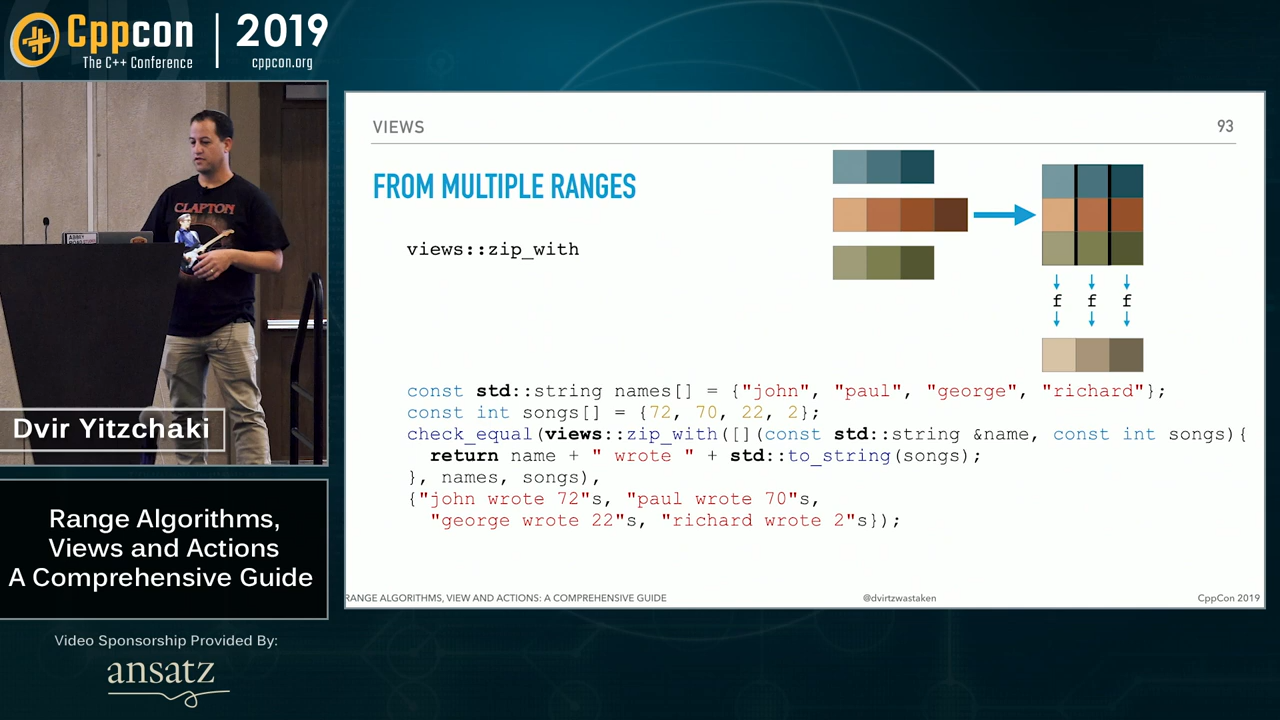 Cppcon
The C++ Conference
2019
cppcon.org
CLAPTON
Dvir Yitzchaki
Range Algorithms,
Views and Actions
A Comprehensive Guide
Video Sponsorship Provided By:
ansatz
VIEWS
93
FROM MULTIPLE RANGES
views::zip_with
f f f
const std::string names[] = {"john", "paul", "george", "richard"};
const int songs[] = {72, 70, 22, 2};
check_equal(views::zip_with([](const std::string &name, const int songs){
return name + " wrote " + std::to_string(songs);
}, names, songs),
{"john wrote 72"s, "paul wrote 70"s,
"george wrote 22"s, "richard wrote 2"s});
RANGE ALGORITHMS, VIEW AND ACTIONS: A COMPREHENSIVE GUIDE
@dvirtzwastaken
CppCon 2019